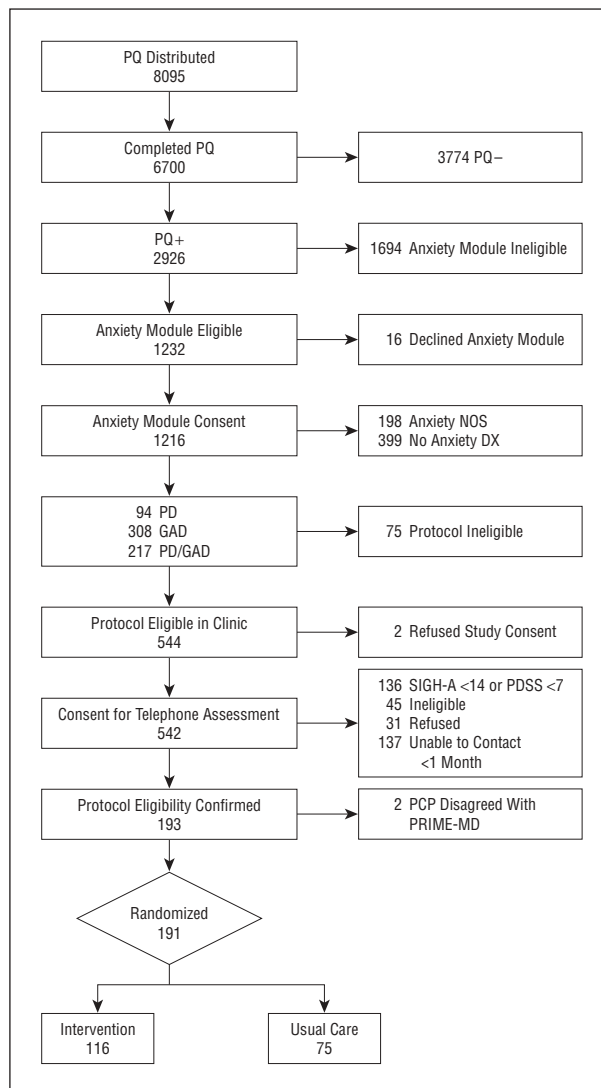 PQ Distributed
8095
Completed PQ
6700
3774 PQ–
PQ+
2926
1694 Anxiety Module Ineligible
Anxiety Module Eligible
1232
16 Declined Anxiety Module
Anxiety Module Consent
1216
198 Anxiety NOS
399 No Anxiety DX
94 PD
308 GAD
217 PD/GAD
75 Protocol Ineligible
Protocol Eligible in Clinic
544
2 Refused Study Consent
Consent for Telephone Assessment
542
136 SIGH-A <14 or PDSS <7
45 Ineligible
31 Refused
137 Unable to Contact
<1 Month
Protocol Eligibility Confirmed
193
2 PCP Disagreed With
PRIME-MD
Randomized
191
Intervention
116
Usual Care
75